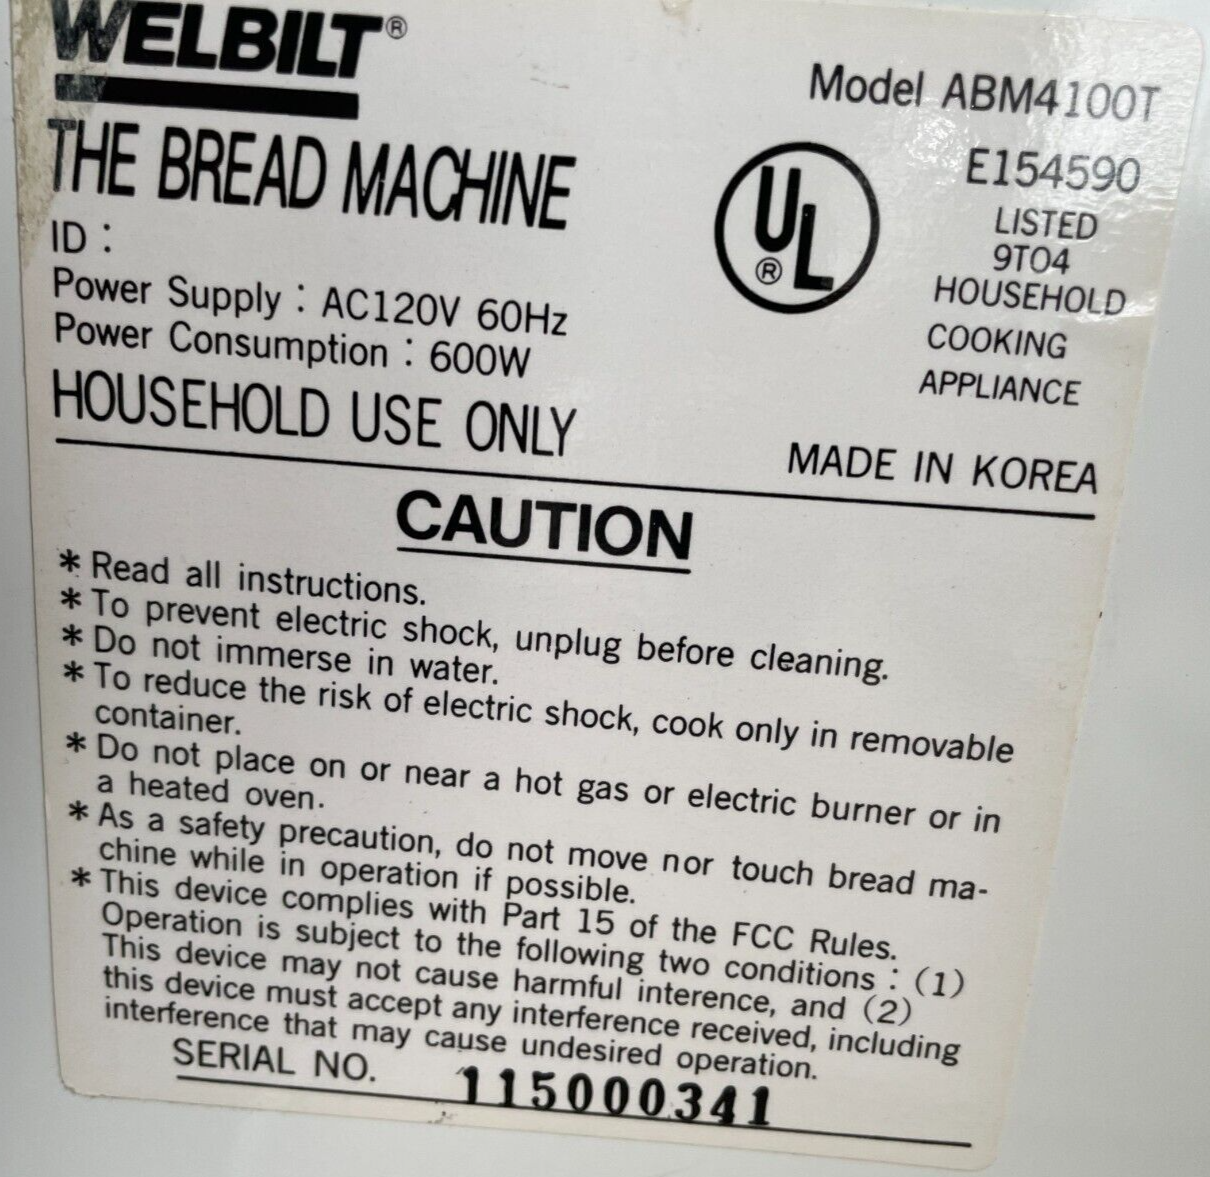 WELBILT®
THE BREAD MACHINE
ID :
Power Supply : AC120V 60Hz
Power Consumption : 600W
HOUSEHOLD USE ONLY
Model ABM4100T
UL®
E154590
LISTED
9TO4
HOUSEHOLD
COOKING
APPLIANCE
MADE IN KOREA
CAUTION
* Read all instructions.
* To prevent electric shock, unplug before cleaning.
* Do not immerse in water.
* To reduce the risk of electric shock, cook only in removable
container.
* Do not place on or near a hot gas or electric burner or in
a heated oven.
* As a safety precaution, do not move nor touch bread ma-
chine while in operation if possible.
* This device complies with Part 15 of the FCC Rules.
Operation is subject to the following two conditions : (1)
This device may not cause harmful interence, and (2)
this device must accept any interference received, including
interference that may cause undesired operation.
SERIAL NO. 115000341